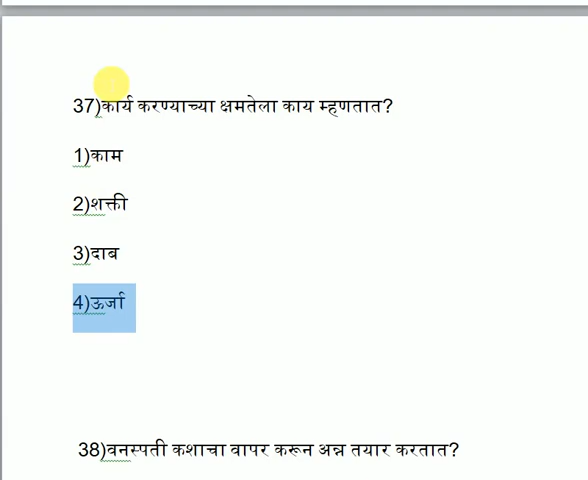 37)कार्य करण्याच्या क्षमतेला काय म्हणतात?
1)काम
2)शक्ती
3)दाब
4)ऊर्जा
38)वनस्पती कशाचा वापर करून अन्न तयार करतात?